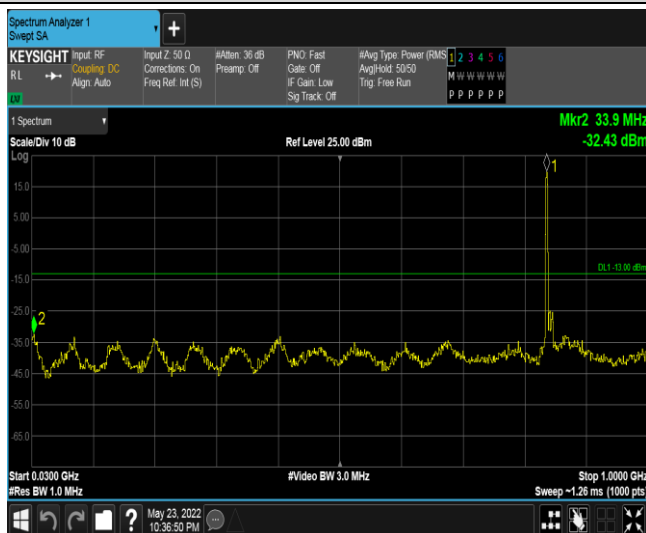 Spectrum Analyzer 1
Swept SA
+
KEYSIGHT
RL
Input: RF
Coupling: DC
Align: Auto
Input Z: 50 Ω
Corrections: On
Freq Ref: Int (S)
#Atten: 36 dB
Preamp: Off
PNO: Fast
Gate: Off
IF Gain: Low
Sig Track: Off
#Avg Type: Power (RMS
Avg|Hold: 50/50
Trig: Free Run
1 2 3 4 5 6
M W W W W W
P P P P P P
1 Spectrum
Mkr2 33.9 MHz
Scale/Div 10 dB
Ref Level 25.00 dBm
-32.43 dBm
Log
1
15.0
5.00
-5.00
DL1 -13.00 dBm
-15.0
-25.0
2
-35.0
-45.0
-55.0
-65.0
Start 0.0300 GHz
#Video BW 3.0 MHz
Stop 1.0000 GHz
#Res BW 1.0 MHz
Sweep ~1.26 ms (1000 pts)
?
May 23, 2022
10:36:50 PM